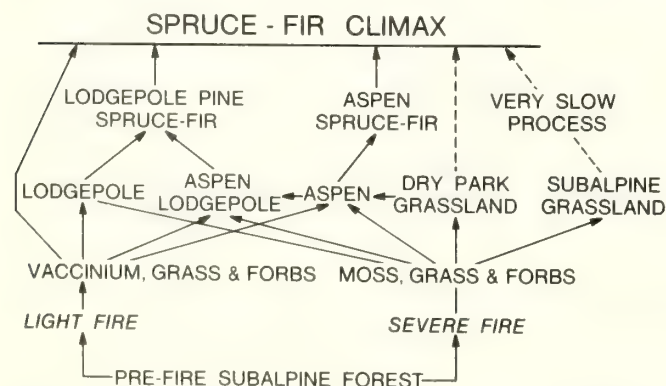 SPRUCE - FIR CLIMAX
LODGEPOLE PINE
SPRUCE-FIR
ASPEN
SPRUCE-FIR
VERY SLOW
PROCESS
LODGEPOLE
ASPEN
LODGEPOLE
ASPEN
DRY PARK
GRASSLAND
SUBALPINE
GRASSLAND
VACCINIUM, GRASS & FORBS
MOSS, GRASS & FORBS
LIGHT FIRE
SEVERE FIRE
PRE-FIRE SUBALPINE FOREST